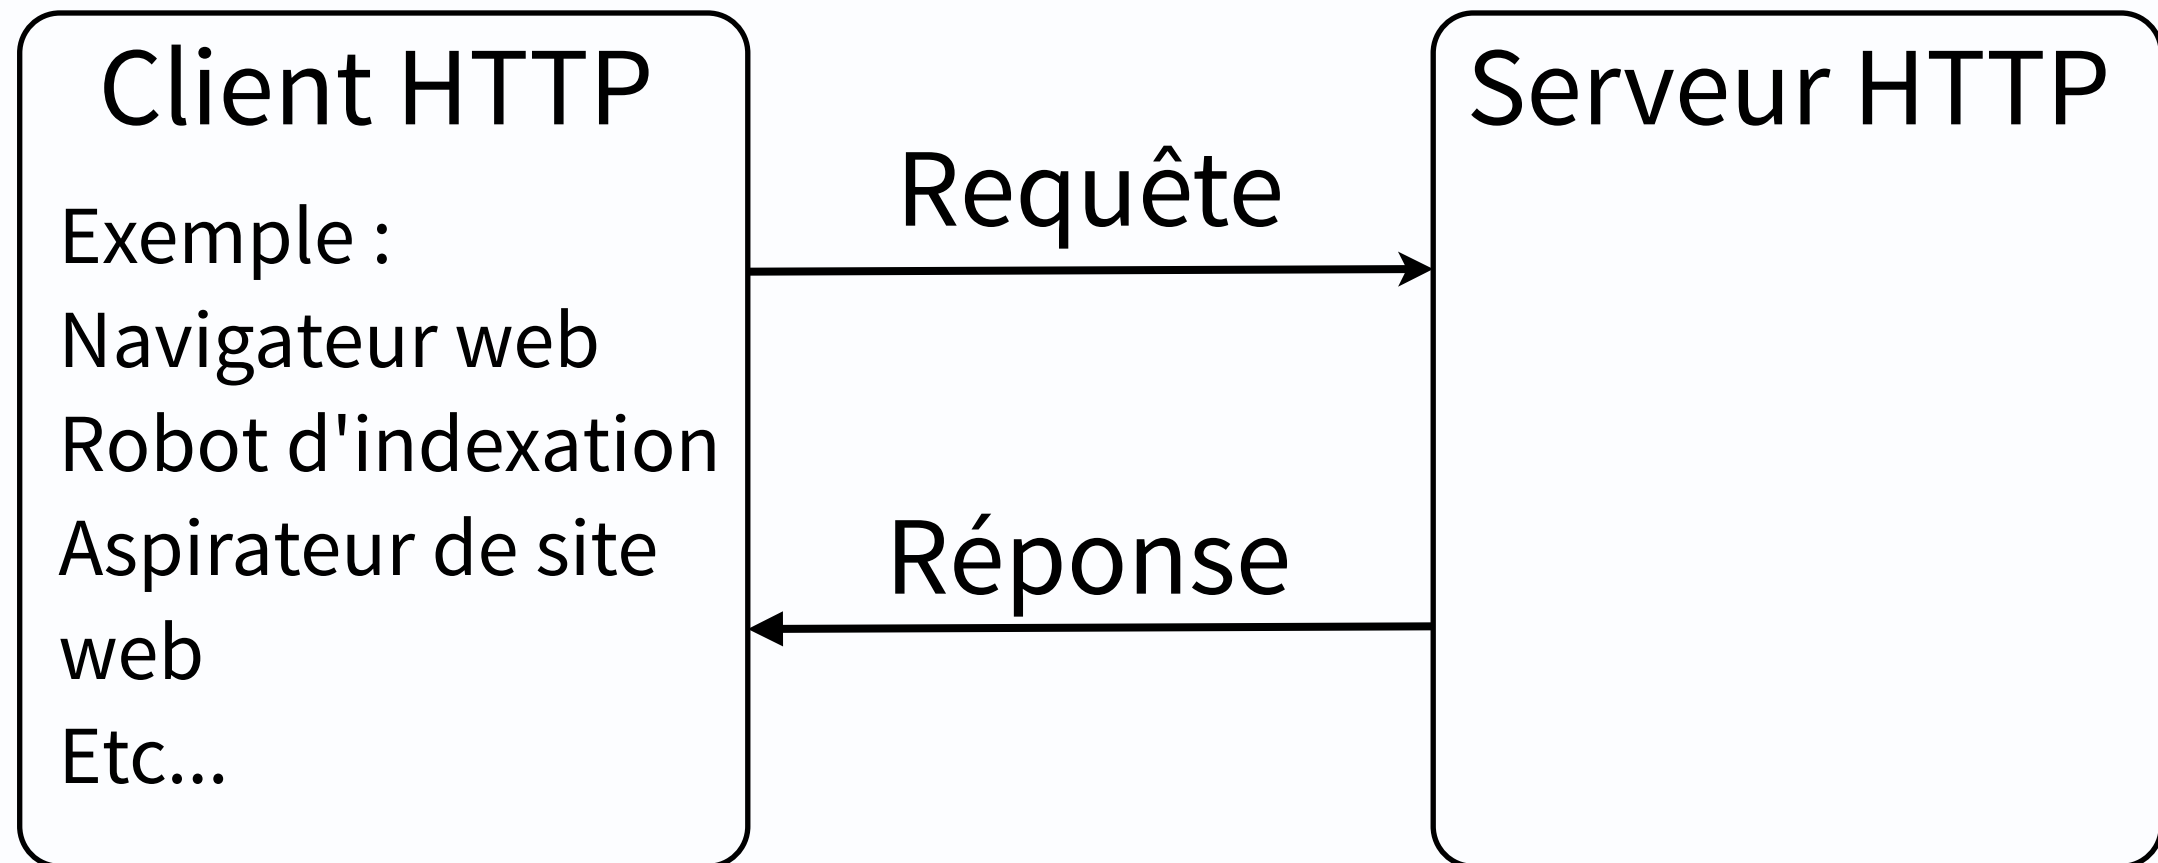 Client HTTP
Exemple :
Navigateur web
Robot d'indexation
Aspirateur de site
web
Etc...
Requête
Réponse
Serveur HTTP